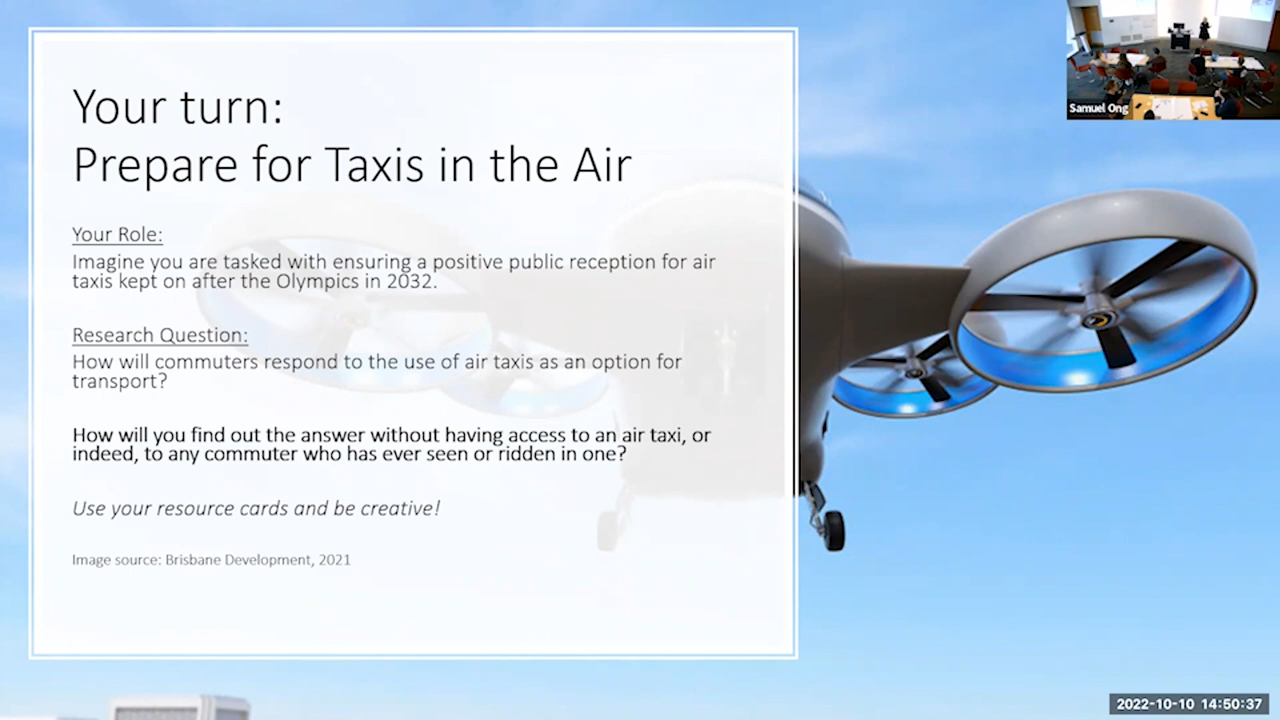 Your turn:
Prepare for Taxis in the Air
Your Role:
Imagine you are tasked with ensuring a positive public reception for air
taxis kept on after the Olympics in 2032.
Research Question:
How will commuters respond to the use of air taxis as an option for
transport?
How will you find out the answer without having access to an air taxi, or
indeed, to any commuter who has ever seen or ridden in one?
Use your resource cards and be creative!
Image source: Brisbane Development, 2021
Samuel Ong
2022-10-10 14:50:37